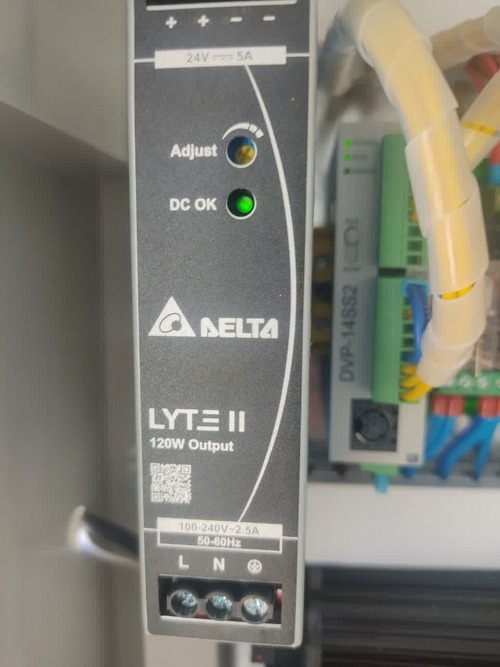 + + − −
24V ⎓ 5A
Adjust
DC OK
DELTA
LYTE II
120W Output
100-240V~2.5A
50-60Hz
L N
DVP-14SS2